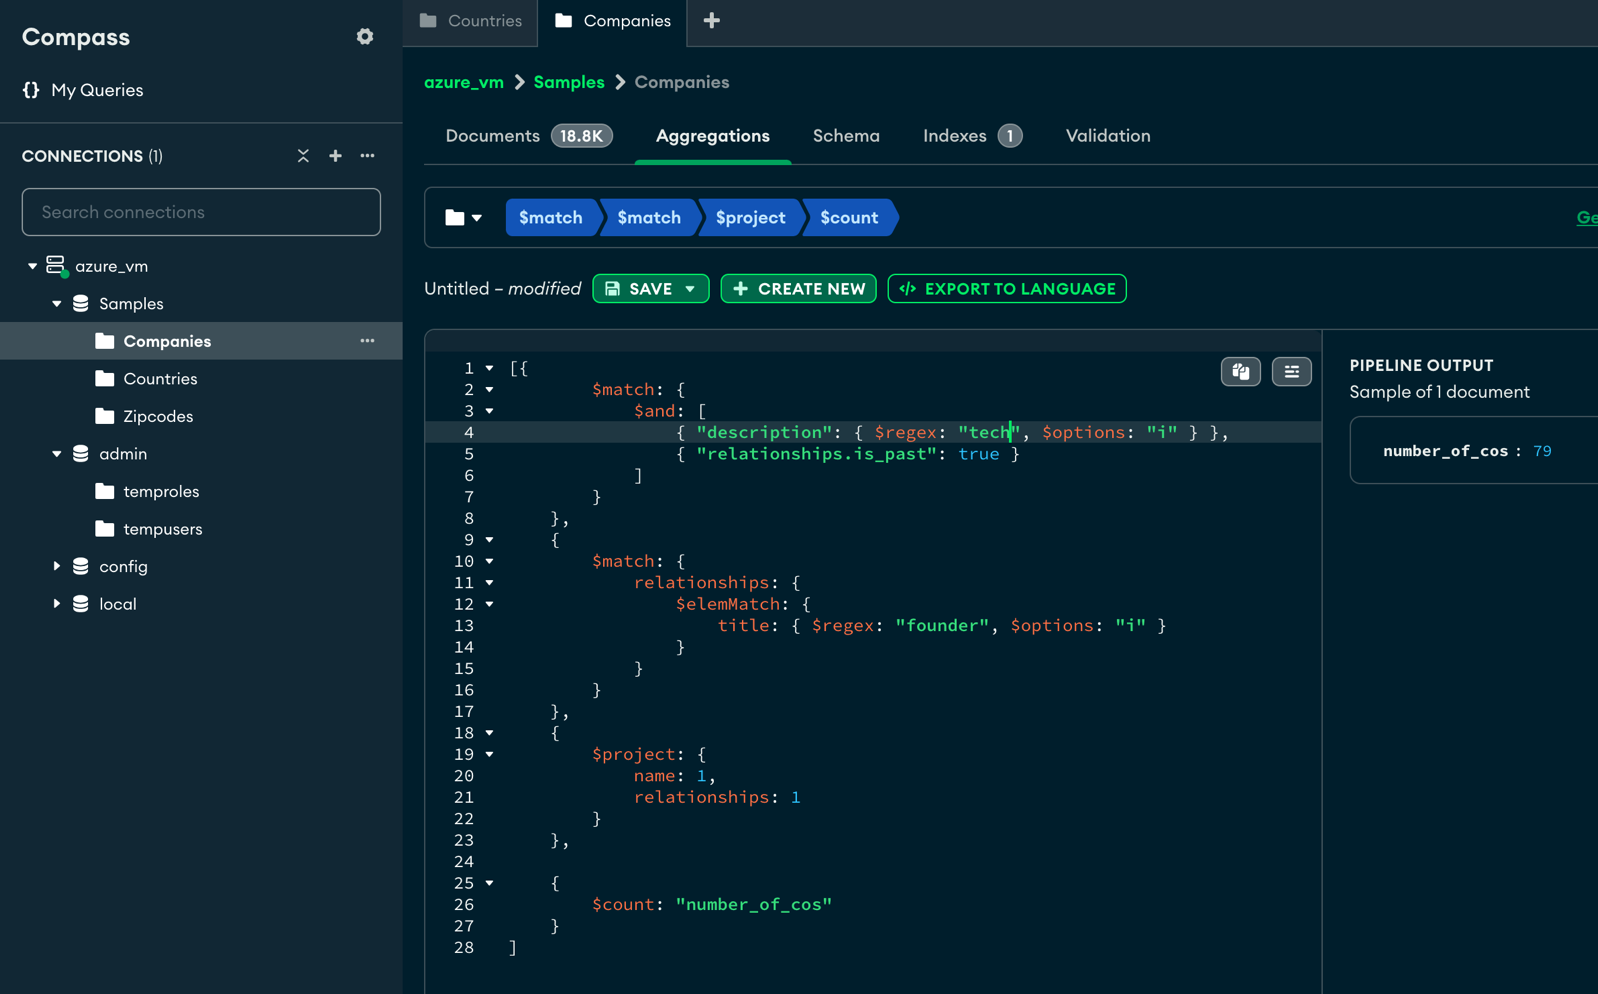 Compass
My Queries
CONNECTIONS (1)
Search connections
azure_vm
Samples
Companies
Countries
Zipcodes
admin
temproles
tempusers
config
local
Countries
Companies
azure_vm > Samples > Companies
Documents 18.8K Aggregations Schema Indexes 1 Validation
$match $match $project $count
Ge
Untitled – modified SAVE + CREATE NEW </> EXPORT TO LANGUAGE
1 [{
2 $match: {
3 $and: [
4 { "description": { $regex: "tech", $options: "i" } },
5 { "relationships.is_past": true }
6 ]
7 }
8 },
9 {
10 $match: {
11 relationships: {
12 $elemMatch: {
13 title: { $regex: "founder", $options: "i" }
14 }
15 }
16 }
17 },
18 {
19 $project: {
20 name: 1,
21 relationships: 1
22 }
23 },
24
25 {
26 $count: "number_of_cos"
27 }
28 ]
PIPELINE OUTPUT
Sample of 1 document
number_of_cos : 79